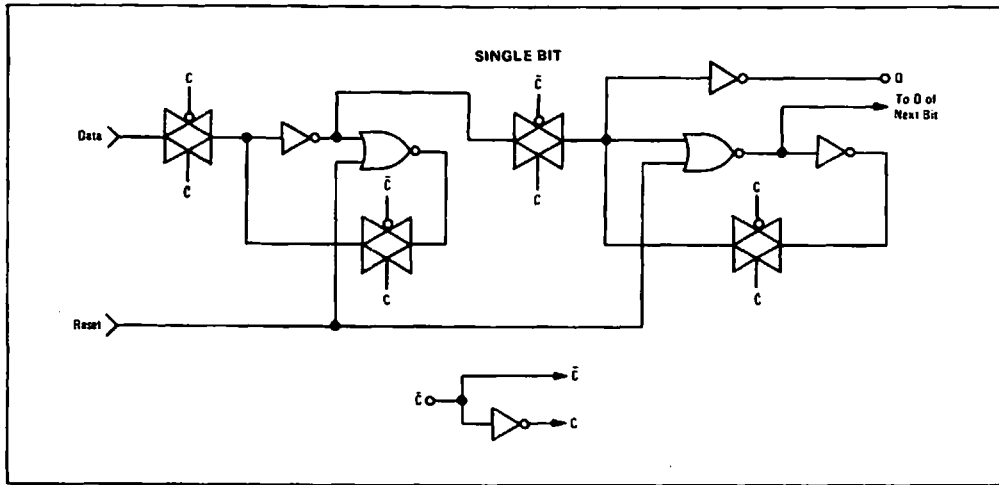 SINGLE BIT
C
Data
C̄
C̄
C
C̄
C
Q
To D of
Next Bit
C
C̄
Reset
C̄
C̄
C